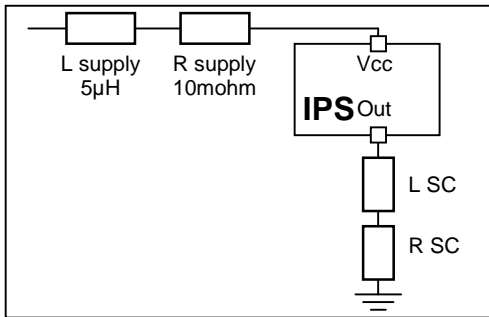 L supply
5µH
R supply
10mohm
Vcc
IPS Out
L SC
R SC